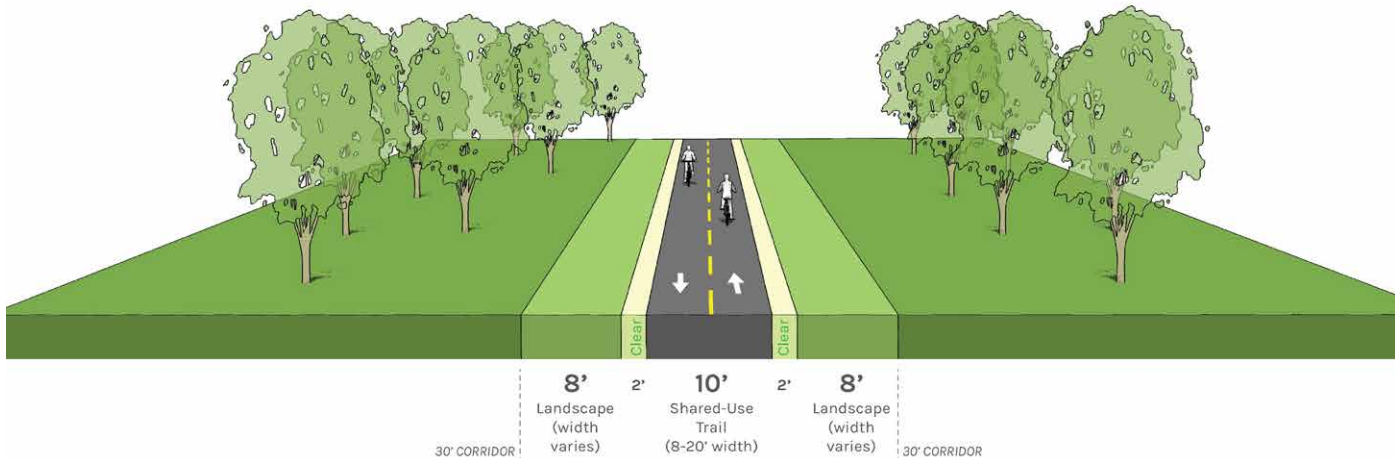 Clear
Clear
8’
2’
10’
2’
8’
Landscape
(width
varies)
Shared-Use
Trail
(8-20’ width)
Landscape
(width
varies)
30’ CORRIDOR
30’ CORRIDOR